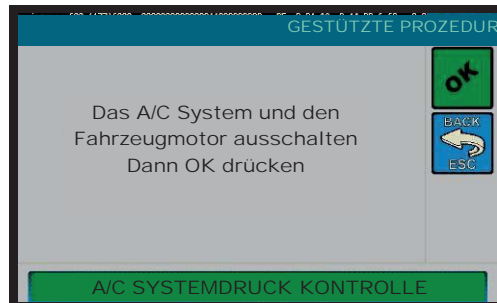 GESTÜTZTE PROZEDUR
OK
Das A/C System und den
Fahrzeugmotor ausschalten
Dann OK drücken
BACK
ESC
A/C SYSTEMDRUCK KONTROLLE